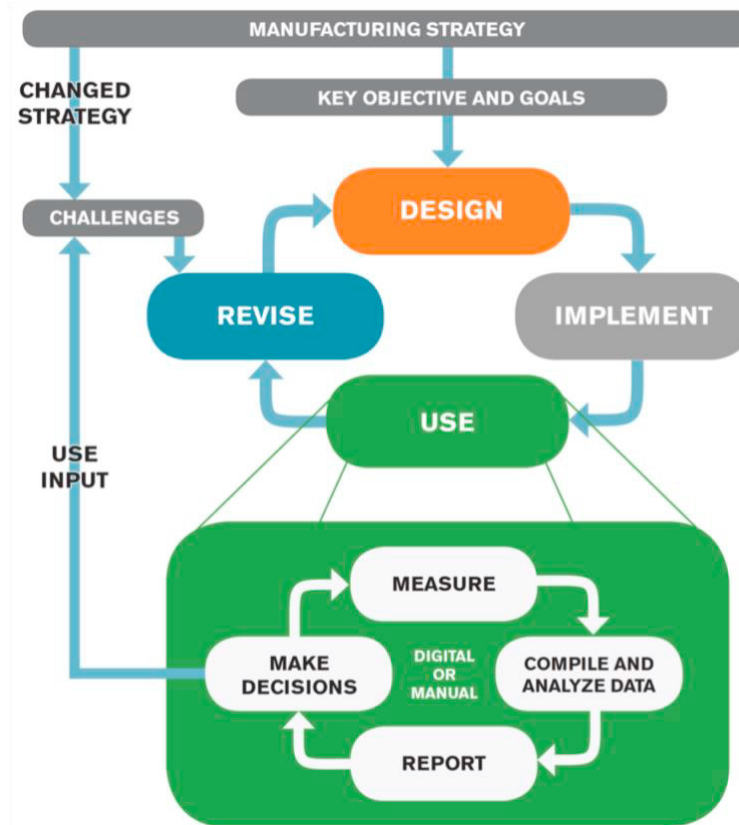 MANUFACTURING STRATEGY
CHANGED
STRATEGY
KEY OBJECTIVE AND GOALS
CHALLENGES
DESIGN
REVISE
IMPLEMENT
USE
USE
INPUT
MEASURE
MAKE
DECISIONS
DIGITAL
OR
MANUAL
COMPILE AND
ANALYZE DATA
REPORT